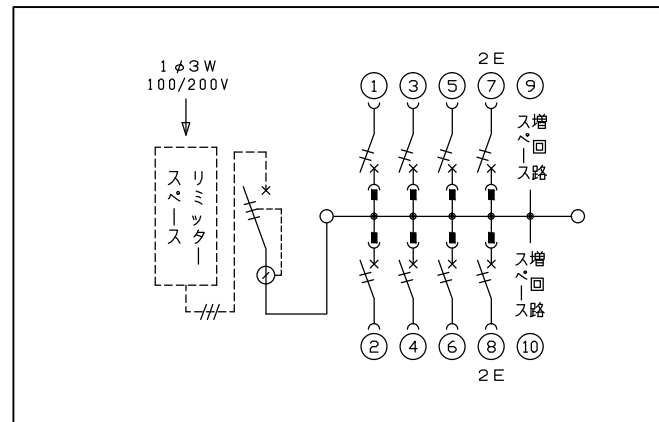 1φ3W
100/200V
リミッター
スペース
2E
① ③ ⑤ ⑦ ⑨
増回路
スペース
増回路
スペース
② ④ ⑥ ⑧ ⑩
2E